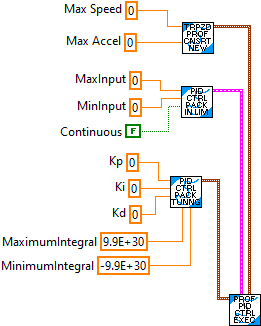 Max Speed 0
Max Accel 0
TRPZD
PROF
CNSRT
NEW
MaxInput 0
MinInput 0
Continuous F
PID
CTRL
PACK
IN LIM
Kp 0
Ki 0
Kd 0
PID
CTRL
PACK
TUNNG
MaximumIntegral 9.9E+30
MinimumIntegral -9.9E+30
PROF
PID
CTRL
EXEC